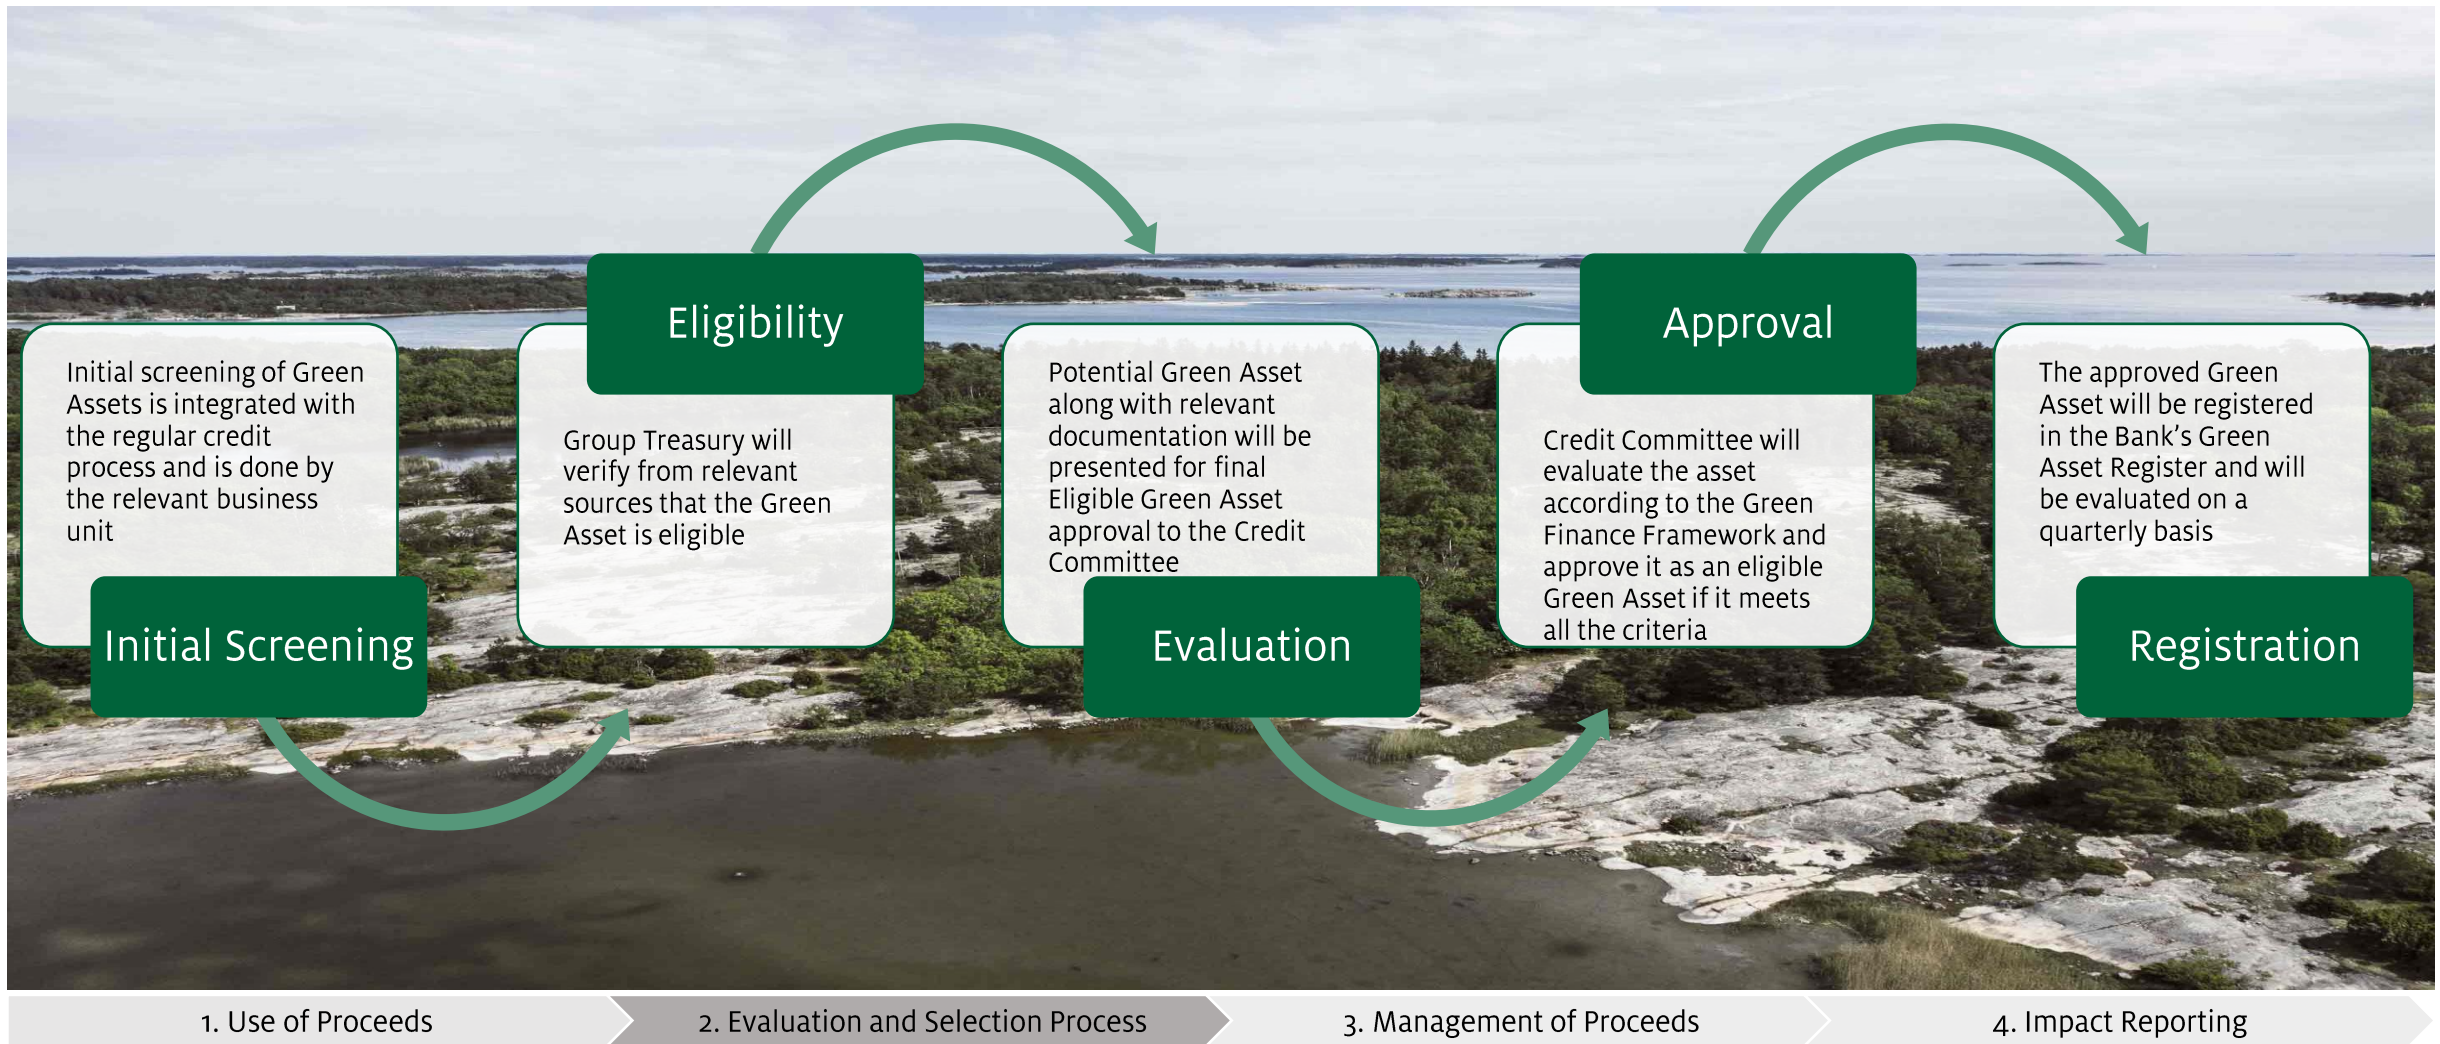 Initial screening of Green
Assets is integrated with
the regular credit
process and is done by
the relevant business
unit
Initial Screening
Eligibility
Group Treasury will
verify from relevant
sources that the Green
Asset is eligible
Potential Green Asset
along with relevant
documentation will be
presented for final
Eligible Green Asset
approval to the Credit
Committee
Evaluation
Approval
Credit Committee will
evaluate the asset
according to the Green
Finance Framework and
approve it as an eligible
Green Asset if it meets
all the criteria
The approved Green
Asset will be registered
in the Bank's Green
Asset Register and will
be evaluated on a
quarterly basis
Registration
1. Use of Proceeds
2. Evaluation and Selection Process
3. Management of Proceeds
4. Impact Reporting